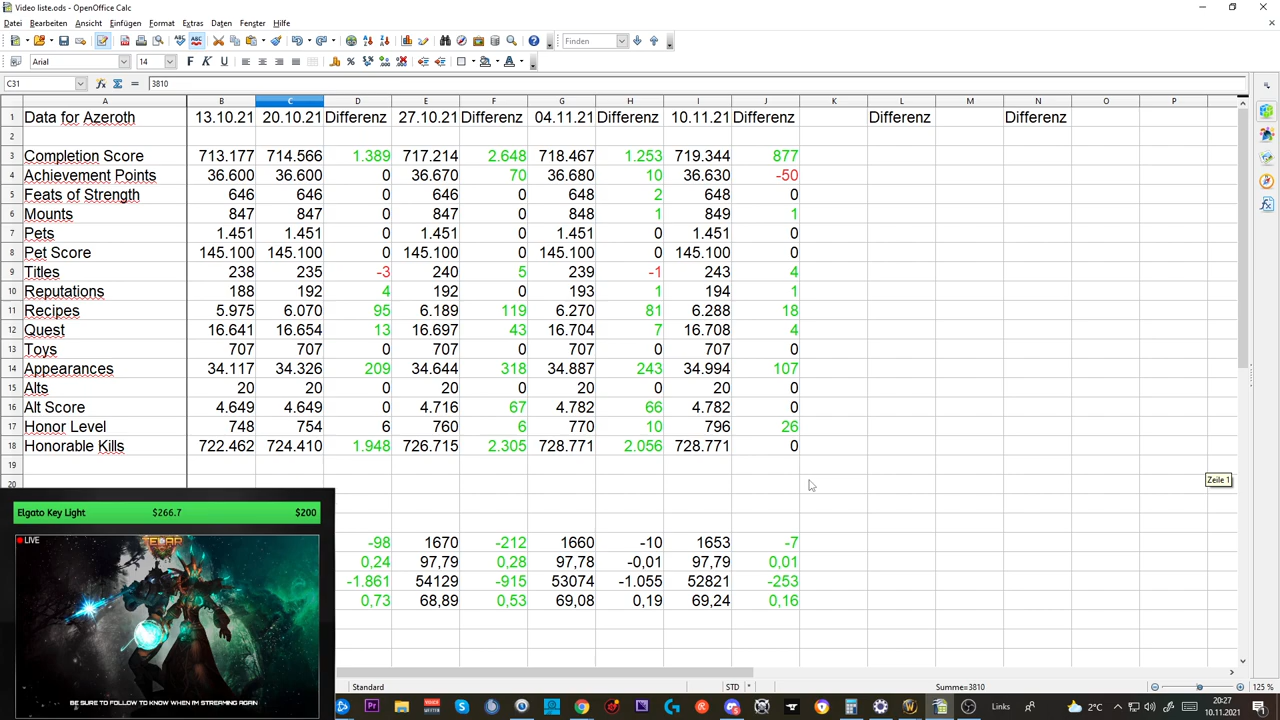 Video liste.ods - OpenOffice Calc
Datei Bearbeiten Ansicht Einfügen Format Extras Daten Fenster Hilfe
Finden
Arial 14
C31 3810
A B C D E F G H I J K L M N O P
1 Data for Azeroth 13.10.21 20.10.21 Differenz 27.10.21 Differenz 04.11.21 Differenz 10.11.21 Differenz Differenz Differenz
2
3 Completion Score 713.177 714.566 1.389 717.214 2.648 718.467 1.253 719.344 877
4 Achievement Points 36.600 36.600 0 36.670 70 36.680 10 36.630 -50
5 Feats of Strength 646 646 0 646 0 648 2 648 0
6 Mounts 847 847 0 847 0 848 1 849 1
7 Pets 1.451 1.451 0 1.451 0 1.451 0 1.451 0
8 Pet Score 145.100 145.100 0 145.100 0 145.100 0 145.100 0
9 Titles 238 235 -3 240 5 239 -1 243 4
10 Reputations 188 192 4 192 0 193 1 194 1
11 Recipes 5.975 6.070 95 6.189 119 6.270 81 6.288 18
12 Quest 16.641 16.654 13 16.697 43 16.704 7 16.708 4
13 Toys 707 707 0 707 0 707 0 707 0
14 Appearances 34.117 34.326 209 34.644 318 34.887 243 34.994 107
15 Alts 20 20 0 20 0 20 0 20 0
16 Alt Score 4.649 4.649 0 4.716 67 4.782 66 4.782 0
17 Honor Level 748 754 6 760 6 770 10 796 26
18 Honorable Kills 722.462 724.410 1.948 726.715 2.305 728.771 2.056 728.771 0
19
20
Zeile 1
Elgato Key Light $266.7 $200
LIVE
BE SURE TO FOLLOW TO KNOW WHEN I'M STREAMING AGAIN
-98 1670 -212 1660 -10 1653 -7
0,24 97,79 0,28 97,78 -0,01 97,79 0,01
-1.861 54129 -915 53074 -1.055 52821 -253
0,73 68,89 0,53 69,08 0,19 69,24 0,16
Standard STD * Summe=3810 125 %
Links 2°C 20:27
10.11.2021